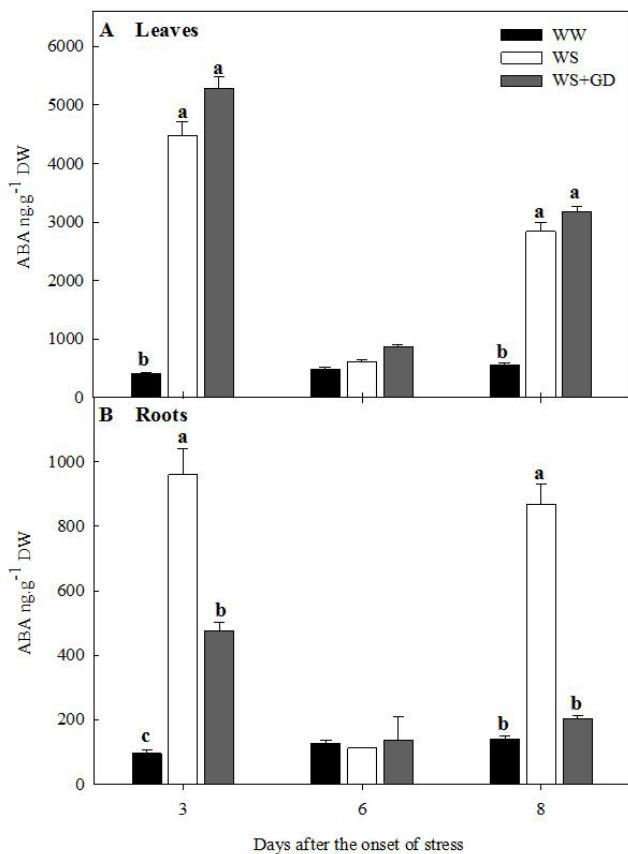 A Leaves
WW
WS
WS+GD
6000
5000
4000
3000
2000
1000
0
ABA ng.g-1 DW
b
a
a
b
a
a
B Roots
1000
800
600
400
200
0
ABA ng.g-1 DW
c
a
b
b
a
b
3
6
8
Days after the onset of stress